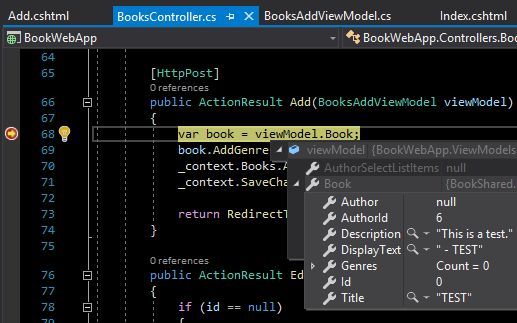 Add.cshtml BooksController.cs BooksAddViewModel.cs Index.cshtml
BookWebApp BookWebApp.Controllers.Boo
64
65 [HttpPost]
0 references
66 public ActionResult Add(BooksAddViewModel viewModel)
67 {
68 var book = viewModel.Book;
69 book.AddGenre viewModel {BookWebApp.ViewModels
70 _context.Books.A AuthorSelectListItems null
71 _context.SaveCha Book {BookShared.
72 Author null
AuthorId 6
73 return RedirectT Description "This is a test."
74 } DisplayText " - TEST"
75 Genres Count = 0
0 references
76 public ActionResult Ed Id 0
77 { Title "TEST"
78 if (id == null)
79 {